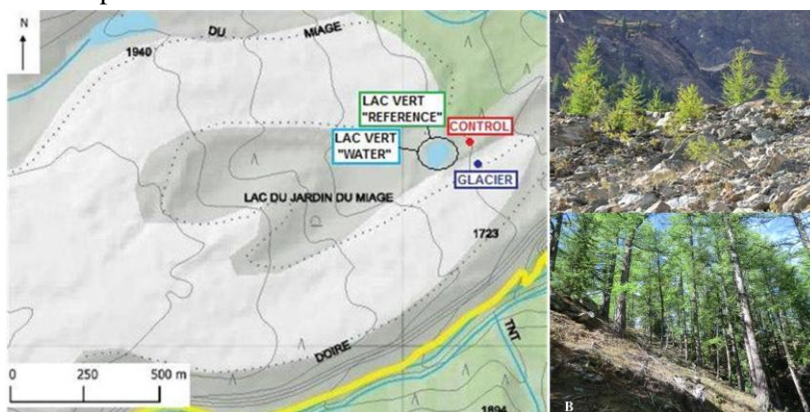 N
1940
DU
MIAGE
LAC VERT
"REFERENCE"
CONTROL
LAC VERT
"WATER"
GLACIER
LAC DU JARDIN DU MIAGE
1723
DOIRE
TNT
1894
0 250 500 m
A
B